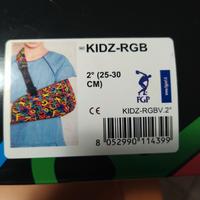 KIDZ-RGB
2° (25-30
CM)
FGP
CE
KIDZ-RGBV.2°
8 052990 114399